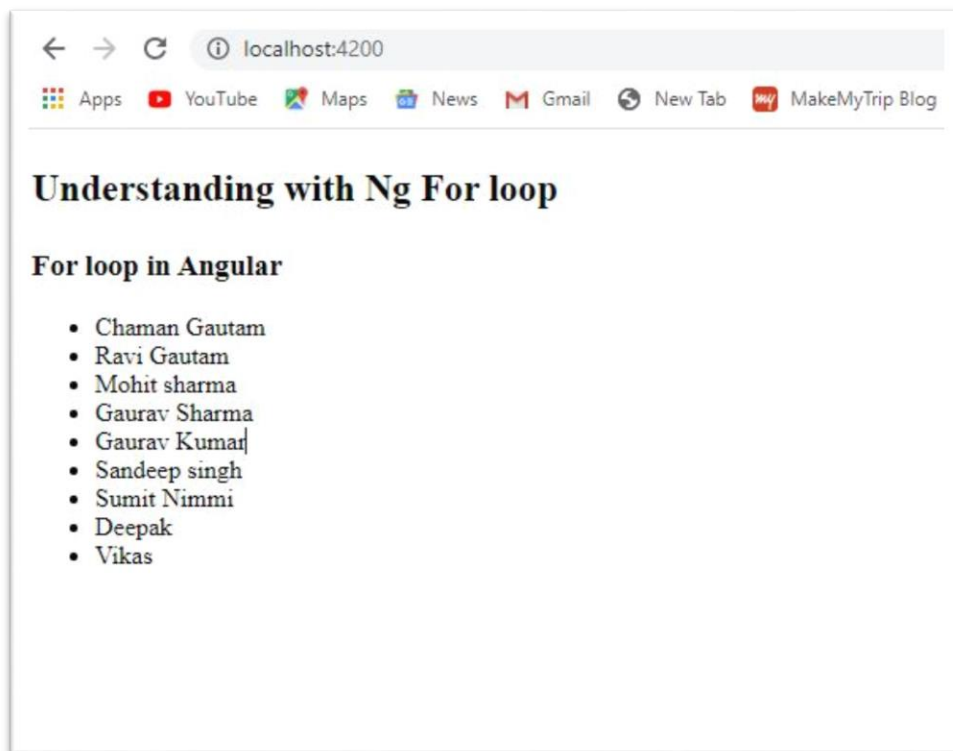 localhost:4200
Apps YouTube Maps News Gmail New Tab my MakeMyTrip Blog
Understanding with Ng For loop
For loop in Angular
Chaman Gautam
Ravi Gautam
Mohit sharma
Gaurav Sharma
Gaurav Kumar
Sandeep singh
Sumit Nimmi
Deepak
Vikas